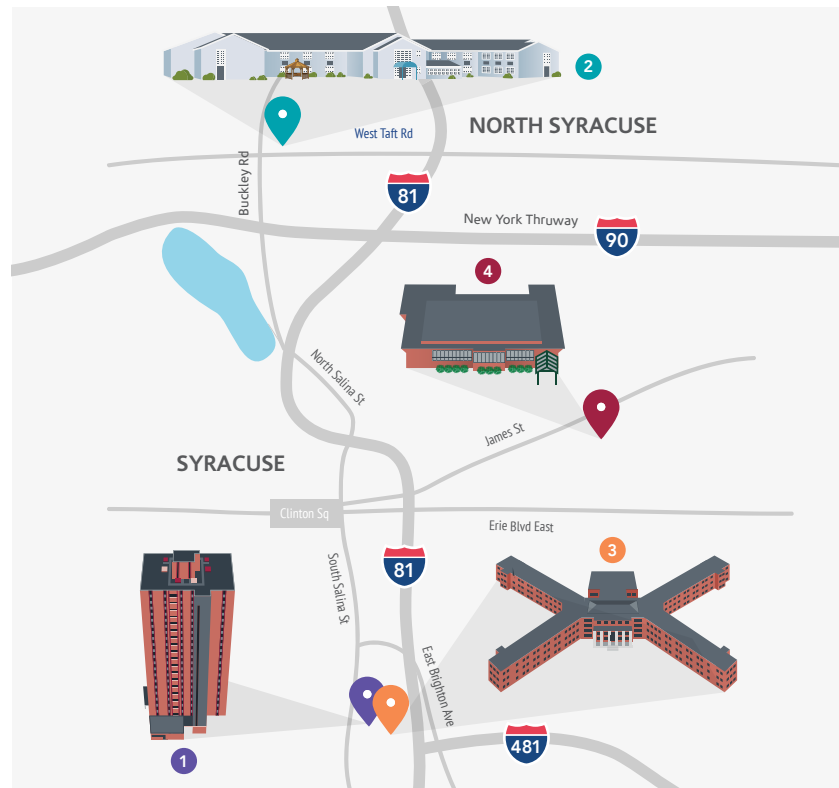 2
NORTH SYRACUSE
West Taft Rd
Buckley Rd
81
New York Thruway
90
4
North Salina St
James St
SYRACUSE
Clinton Sq
Erie Blvd East
3
81
South Salina St
East Brighton Ave
481
1